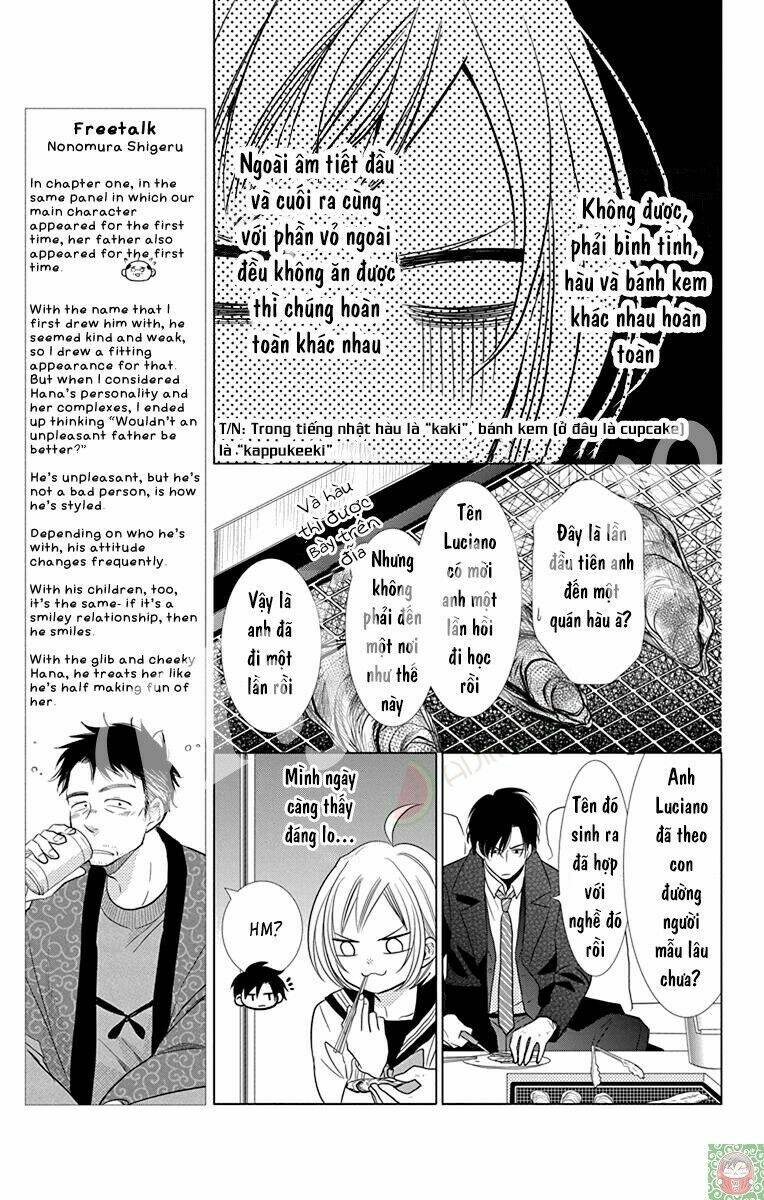 Không được,
phải bình tĩnh,
hàu và bánh kem
khác nhau hoàn
toàn
Ngoài âm tiết đầu
và cuối ra cùng
với phần vỏ ngoài
đều không ăn được
thì chúng hoàn
toàn khác nhau
T/N: Trong tiếng nhật hàu là "kaki", bánh kem (ở đây là cupcake)
là "kappukeeki"
Freetalk
Nonomura Shigeru
In chapter one, in the
same panel in which our
main character
appeared for the first
time, her father also
appeared for the first
time.
With the name that I
first drew him with, he
seemed kind and weak,
so I drew a fitting
appearance for that.
But when I considered
Hana's personality and
her complexes, I ended
up thinking "Wouldn't an
unpleasant father be
better?"
He's unpleasant, but he's
not a bad person, is how
he's styled.
Depending on who he's
with, his attitude
changes frequently.
With his children, too,
it's the same- if it's a
smiley relationship, then
he smiles.
With the glib and cheeky
Hana, he treats her like
he's half making fun of
her.
Đây là lần
đầu tiên anh
đến một
quán hàu à?
Tên
Luciano
có mời
anh một
lần hồi
đi học
rồi
Nhưng
không
phải đến
một nơi
như thế
này
Và hàu
thì được
Bày trên
đĩa
Vậy là
anh đã
đi một
lần rồi
Anh
Luciano
đã theo
con
đường
người
mẫu lâu
chưa?
Tên đó
sinh ra
đã hợp
với
nghề đó
rồi
Mình ngày
càng thấy
đáng lo...
HM?